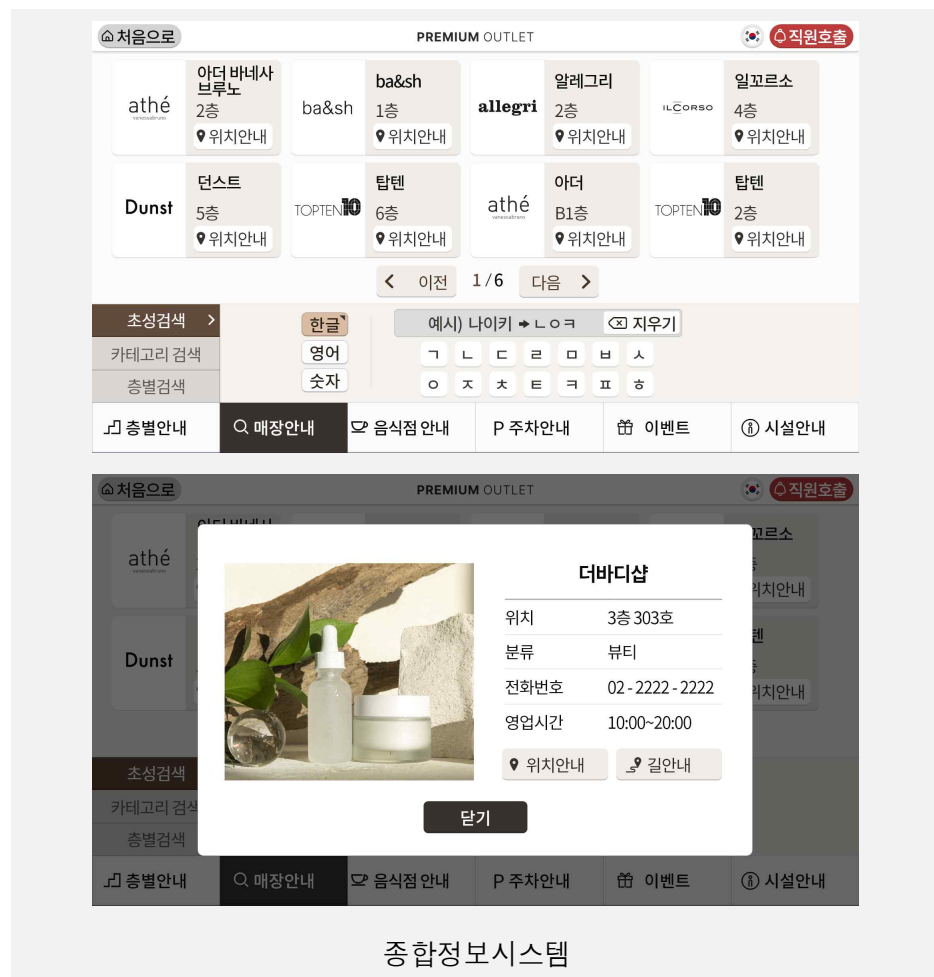 처음으로
PREMIUM OUTLET
직원호출
athé
vanessabruno
아더 바네사
브루노
2층
위치안내
ba&sh
ba&sh
1층
위치안내
allegri
알레그리
2층
위치안내
ILCORSO
일꼬르소
4층
위치안내
Dunst
던스트
5층
위치안내
TOPTEN10
탑텐
6층
위치안내
athé
vanessabruno
아더
B1층
위치안내
TOPTEN10
탑텐
2층
위치안내
이전 1/6 다음
초성검색
카테고리 검색
층별검색
한글
영어
숫자
예시) 나이키 ➡ ㄴㅇㅋ
지우기
ㄱ ㄴ ㄷ ㄹ ㅁ ㅂ ㅅ
ㅇ ㅈ ㅊ ㅌ ㅋ ㅍ ㅎ
층별안내 매장안내 음식점 안내 P 주차안내 이벤트 시설안내
처음으로
PREMIUM OUTLET
직원호출
athé
vanessabruno
꼬르소
위치안내
Dunst
텐
위치안내
더바디샵
위치 3층 303호
분류 뷰티
전화번호 02 - 2222 - 2222
영업시간 10:00~20:00
위치안내 길안내
닫기
초성검색
카테고리 검색
층별검색
층별안내 매장안내 음식점 안내 P 주차안내 이벤트 시설안내
종합정보시스템